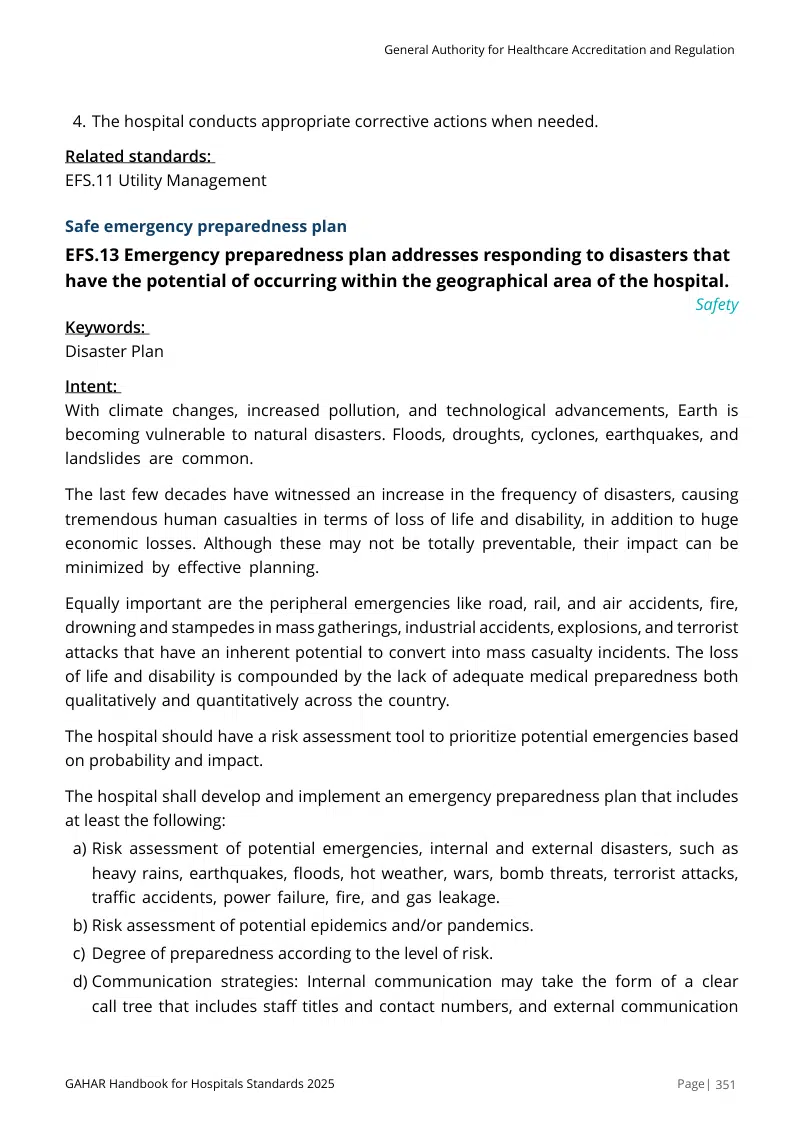 General Authority for Healthcare Accreditation and Regulation
4. The hospital conducts appropriate corrective actions when needed.
Related standards:
EFS.11 Utility Management
Safe emergency preparedness plan
EFS.13 Emergency preparedness plan addresses responding to disasters that
have the potential of occurring within the geographical area of the hospital.
Safety
Keywords:
Disaster Plan
Intent:
With climate changes, increased pollution, and technological advancements, Earth is
becoming vulnerable to natural disasters. Floods, droughts, cyclones, earthquakes, and
landslides are common.
The last few decades have witnessed an increase in the frequency of disasters, causing
tremendous human casualties in terms of loss of life and disability, in addition to huge
economic losses. Although these may not be totally preventable, their impact can be
minimized by effective planning.
Equally important are the peripheral emergencies like road, rail, and air accidents, fire,
drowning and stampedes in mass gatherings, industrial accidents, explosions, and terrorist
attacks that have an inherent potential to convert into mass casualty incidents. The loss
of life and disability is compounded by the lack of adequate medical preparedness both
qualitatively and quantitatively across the country.
The hospital should have a risk assessment tool to prioritize potential emergencies based
on probability and impact.
The hospital shall develop and implement an emergency preparedness plan that includes
at least the following:
a) Risk assessment of potential emergencies, internal and external disasters, such as
heavy rains, earthquakes, floods, hot weather, wars, bomb threats, terrorist attacks,
traffic accidents, power failure, fire, and gas leakage.
b) Risk assessment of potential epidemics and/or pandemics.
c) Degree of preparedness according to the level of risk.
d) Communication strategies: Internal communication may take the form of a clear
call tree that includes staff titles and contact numbers, and external communication
GAHAR Handbook for Hospitals Standards 2025
Page| 351